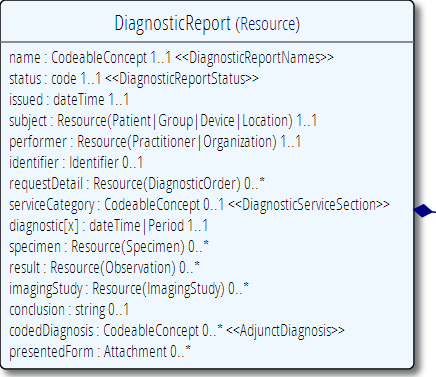 DiagnosticReport (Resource)
name : CodeableConcept 1..1 <<DiagnosticReportNames>>
status : code 1..1 <<DiagnosticReportStatus>>
issued : dateTime 1..1
subject : Resource(Patient|Group|Device|Location) 1..1
performer : Resource(Practitioner|Organization) 1..1
identifier : Identifier 0..1
requestDetail : Resource(DiagnosticOrder) 0..*
serviceCategory : CodeableConcept 0..1 <<DiagnosticServiceSection>>
diagnostic[x] : dateTime|Period 1..1
specimen : Resource(Specimen) 0..*
result : Resource(Observation) 0..*
imagingStudy : Resource(ImagingStudy) 0..*
conclusion : string 0..1
codedDiagnosis : CodeableConcept 0..* <<AdjunctDiagnosis>>
presentedForm : Attachment 0..*